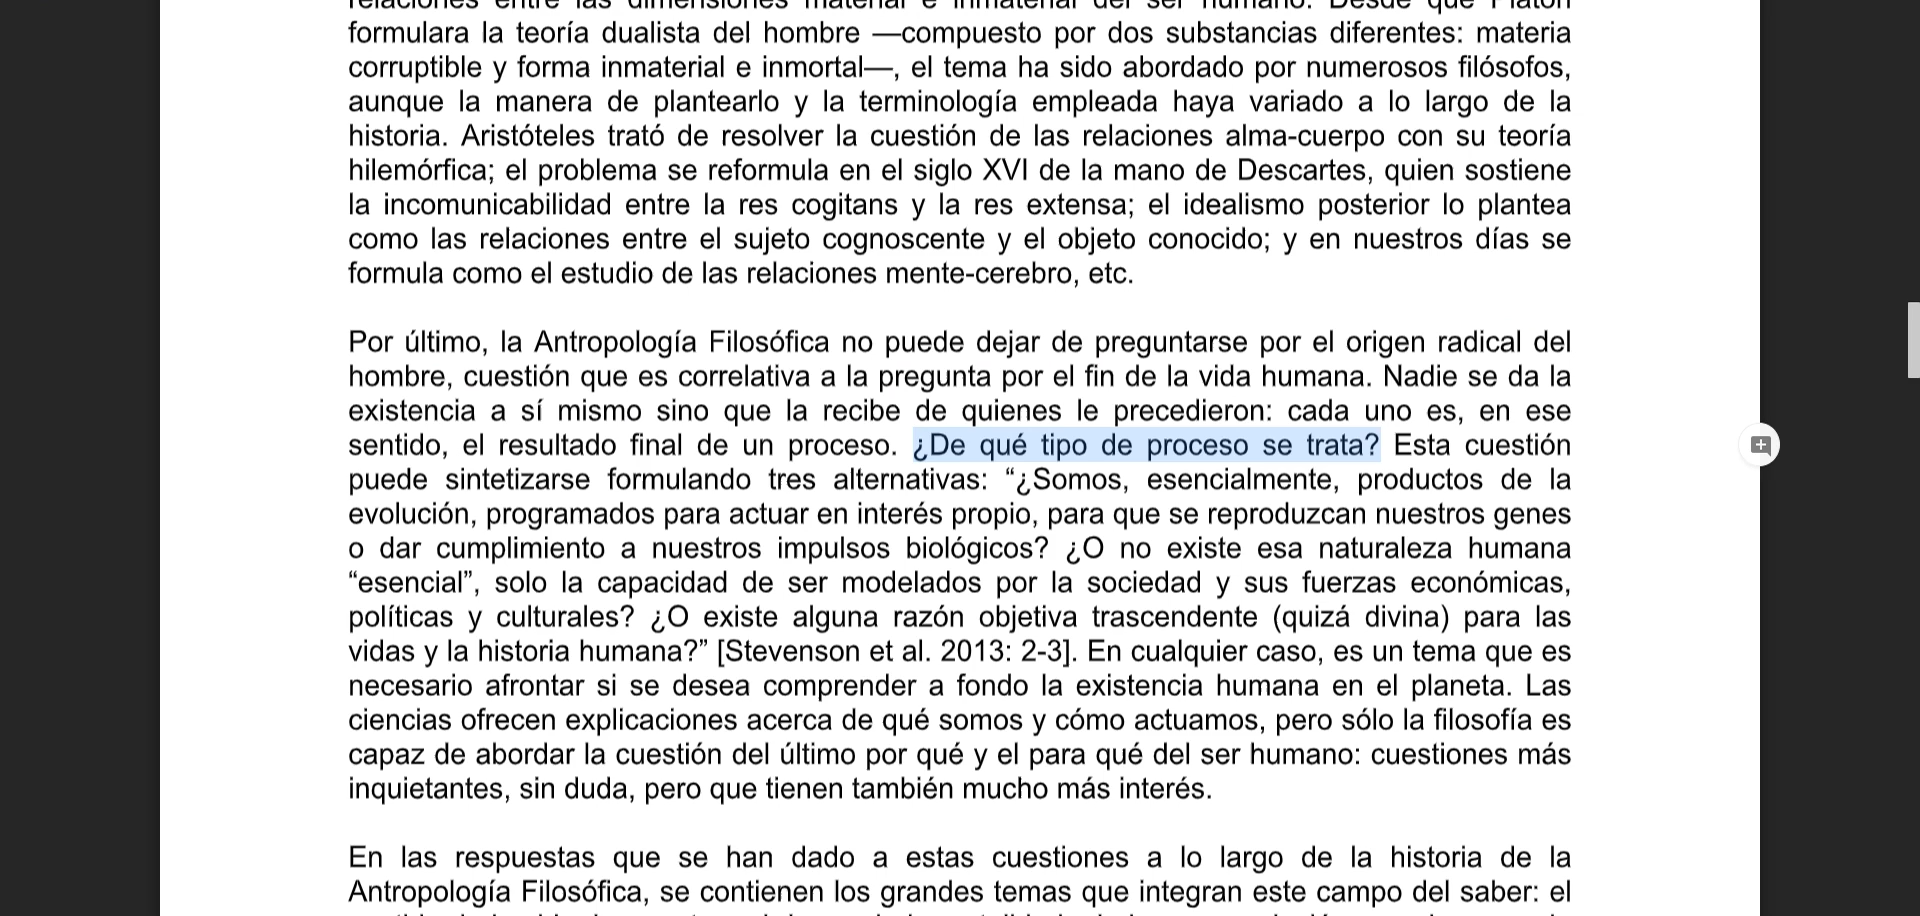 relaciones entre las dimensiones material e inmaterial del ser humano. Desde que Platón
formulara la teoría dualista del hombre —compuesto por dos substancias diferentes: materia
corruptible y forma inmaterial e inmortal—, el tema ha sido abordado por numerosos filósofos,
aunque la manera de plantearlo y la terminología empleada haya variado a lo largo de la
historia. Aristóteles trató de resolver la cuestión de las relaciones alma-cuerpo con su teoría
hilemórfica; el problema se reformula en el siglo XVI de la mano de Descartes, quien sostiene
la incomunicabilidad entre la res cogitans y la res extensa; el idealismo posterior lo plantea
como las relaciones entre el sujeto cognoscente y el objeto conocido; y en nuestros días se
formula como el estudio de las relaciones mente-cerebro, etc.
Por último, la Antropología Filosófica no puede dejar de preguntarse por el origen radical del
hombre, cuestión que es correlativa a la pregunta por el fin de la vida humana. Nadie se da la
existencia a sí mismo sino que la recibe de quienes le precedieron: cada uno es, en ese
sentido, el resultado final de un proceso. ¿De qué tipo de proceso se trata? Esta cuestión
puede sintetizarse formulando tres alternativas: “¿Somos, esencialmente, productos de la
evolución, programados para actuar en interés propio, para que se reproduzcan nuestros genes
o dar cumplimiento a nuestros impulsos biológicos? ¿O no existe esa naturaleza humana
“esencial”, solo la capacidad de ser modelados por la sociedad y sus fuerzas económicas,
políticas y culturales? ¿O existe alguna razón objetiva trascendente (quizá divina) para las
vidas y la historia humana?” [Stevenson et al. 2013: 2-3]. En cualquier caso, es un tema que es
necesario afrontar si se desea comprender a fondo la existencia humana en el planeta. Las
ciencias ofrecen explicaciones acerca de qué somos y cómo actuamos, pero sólo la filosofía es
capaz de abordar la cuestión del último por qué y el para qué del ser humano: cuestiones más
inquietantes, sin duda, pero que tienen también mucho más interés.
En las respuestas que se han dado a estas cuestiones a lo largo de la historia de la
Antropología Filosófica, se contienen los grandes temas que integran este campo del saber: el